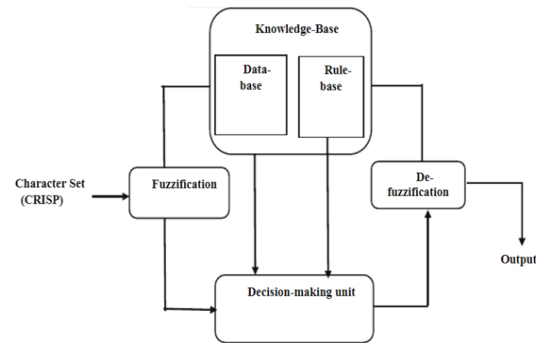 Knowledge-Base
Data-
base
Rule-
base
Character Set
(CRISP)
Fuzzification
De-
fuzzification
Output
Decision-making unit